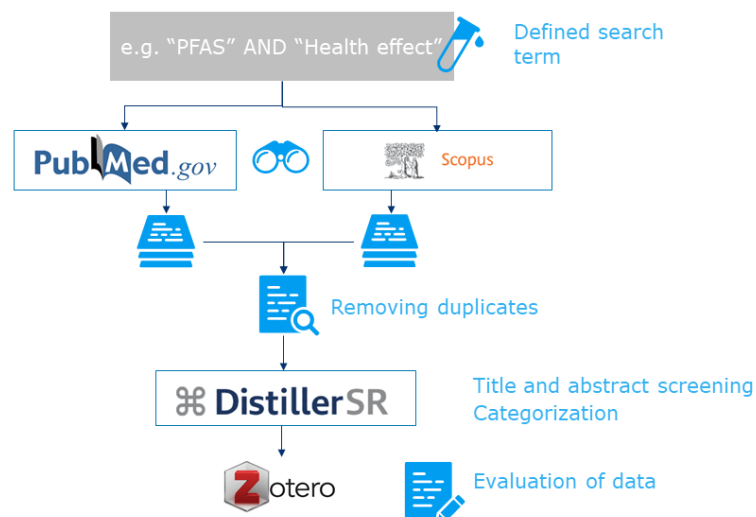 e.g. “PFAS” AND “Health effect”
Defined search
term
PubMed.gov
Scopus
Removing duplicates
DistillerSR
Title and abstract screening
Categorization
Zotero
Evaluation of data